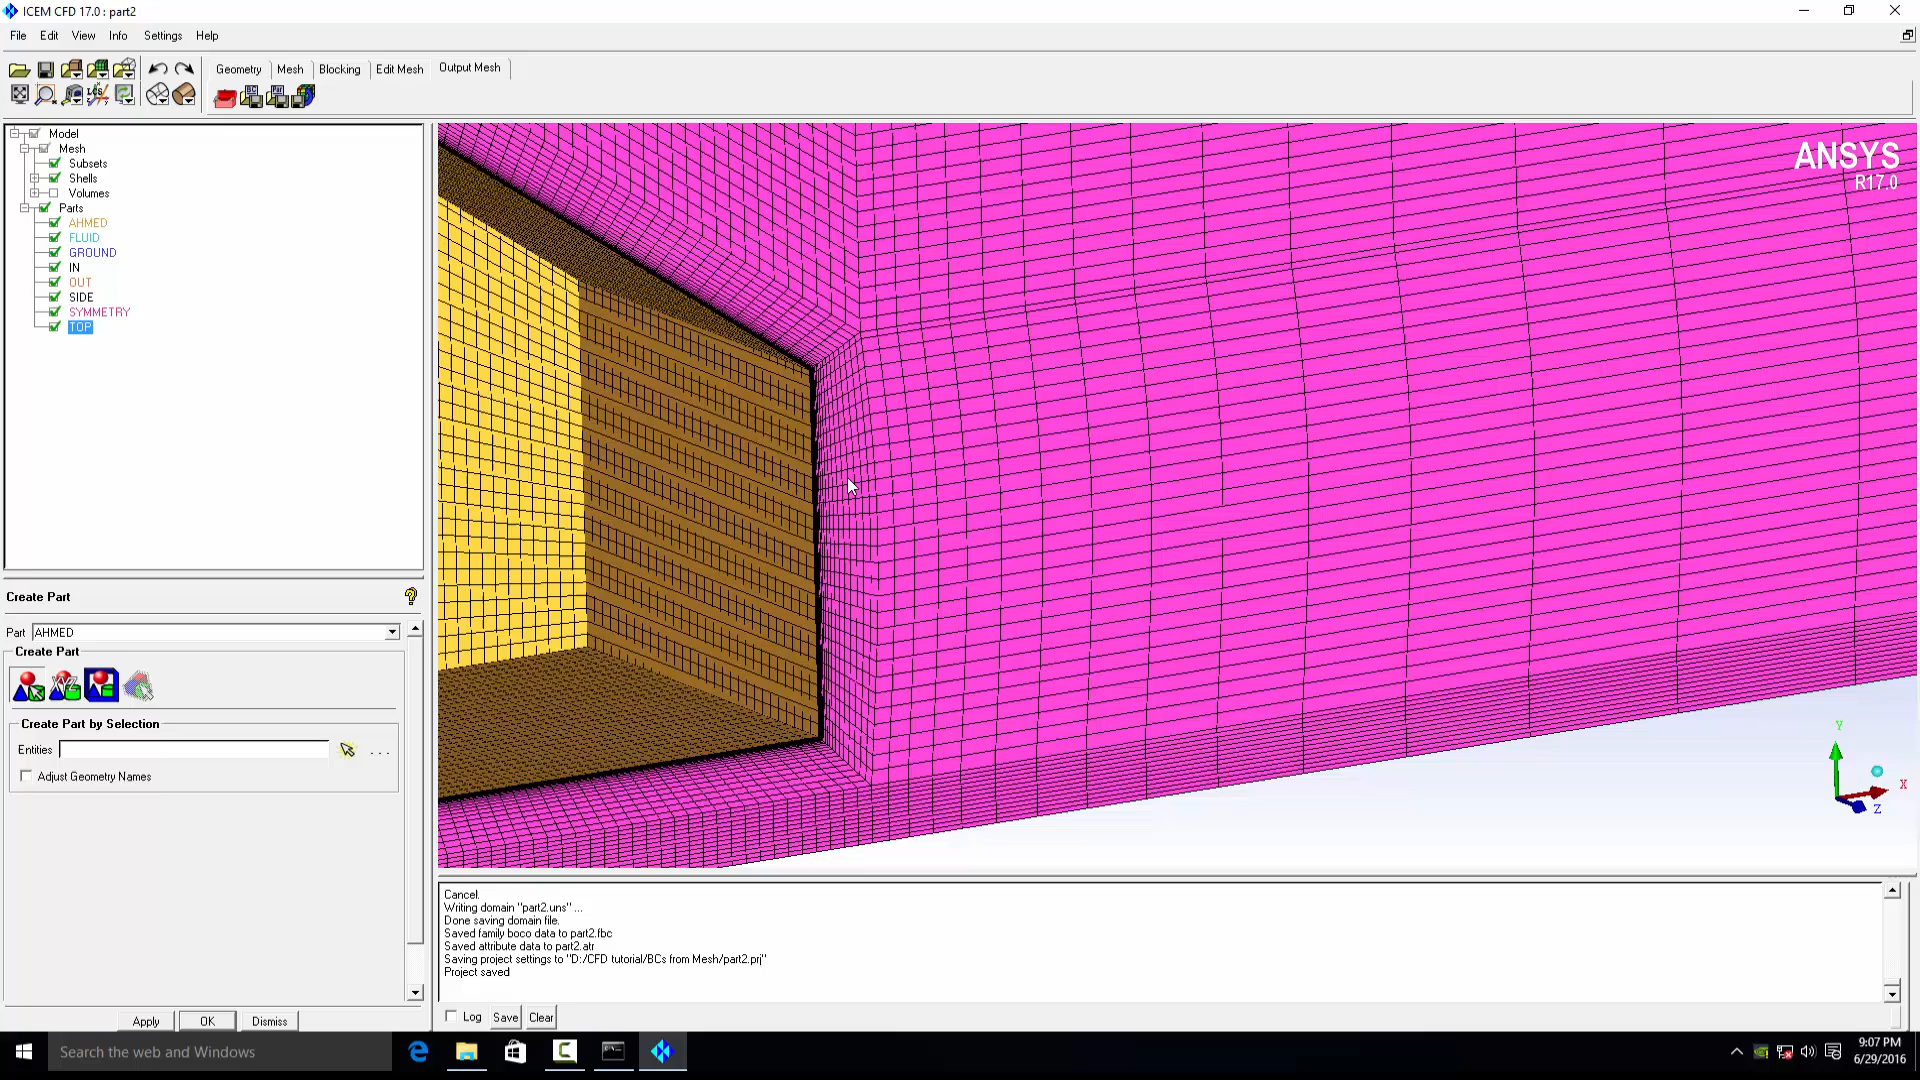 ICEM CFD 17.0 : part2
File Edit View Info Settings Help
Geometry Mesh Blocking Edit Mesh Output Mesh
Model
Mesh
Subsets
Shells
Volumes
Parts
AHMED
FLUID
GROUND
IN
OUT
SIDE
SYMMETRY
TOP
ANSYS
R17.0
Create Part
Part AHMED
Create Part
Create Part by Selection
Entities ...
Adjust Geometry Names
Apply OK Dismiss
Y
X
Z
Cancel.
Writing domain "part2.uns" ...
Done saving domain file.
Saved family boco data to part2.fbc
Saved attribute data to part2.atr
Saving project settings to "D:/CFD tutorial/BCs from Mesh/part2.prj"
Project saved
Log Save Clear
Search the web and Windows
9:07 PM
6/29/2016